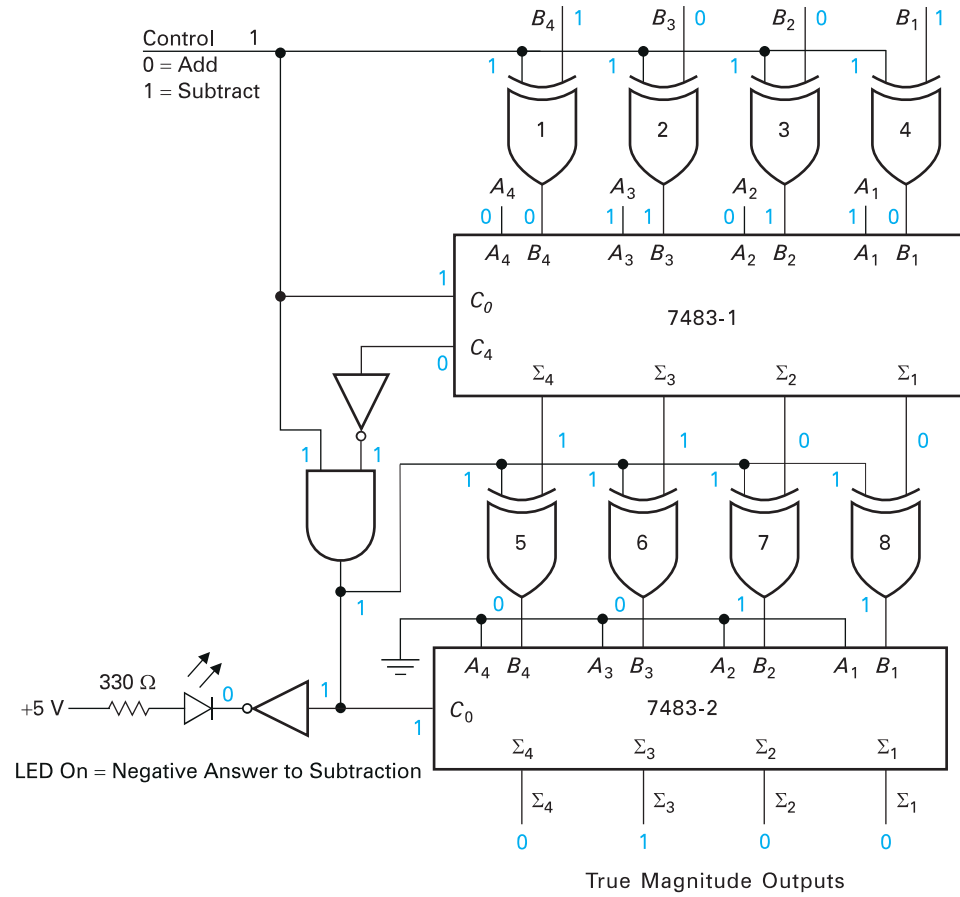 B4 1 B3 0 B2 0 B1 1
Control 1
0 = Add
1 = Subtract
1 1 1 1
1 2 3 4
A4 A3 A2 A1
0 0 1 1 0 1 1 0
A4 B4 A3 B3 A2 B2 A1 B1
1
C0
7483-1
C4
0
Σ4 Σ3 Σ2 Σ1
1 1 0 0
1 1
1 1 1 1
5 6 7 8
1
0 0 1 1
A4 B4 A3 B3 A2 B2 A1 B1
330 Ω
+5 V
0 1
1
C0
7483-2
Σ4 Σ3 Σ2 Σ1
LED On = Negative Answer to Subtraction
Σ4 Σ3 Σ2 Σ1
0 1 0 0
True Magnitude Outputs